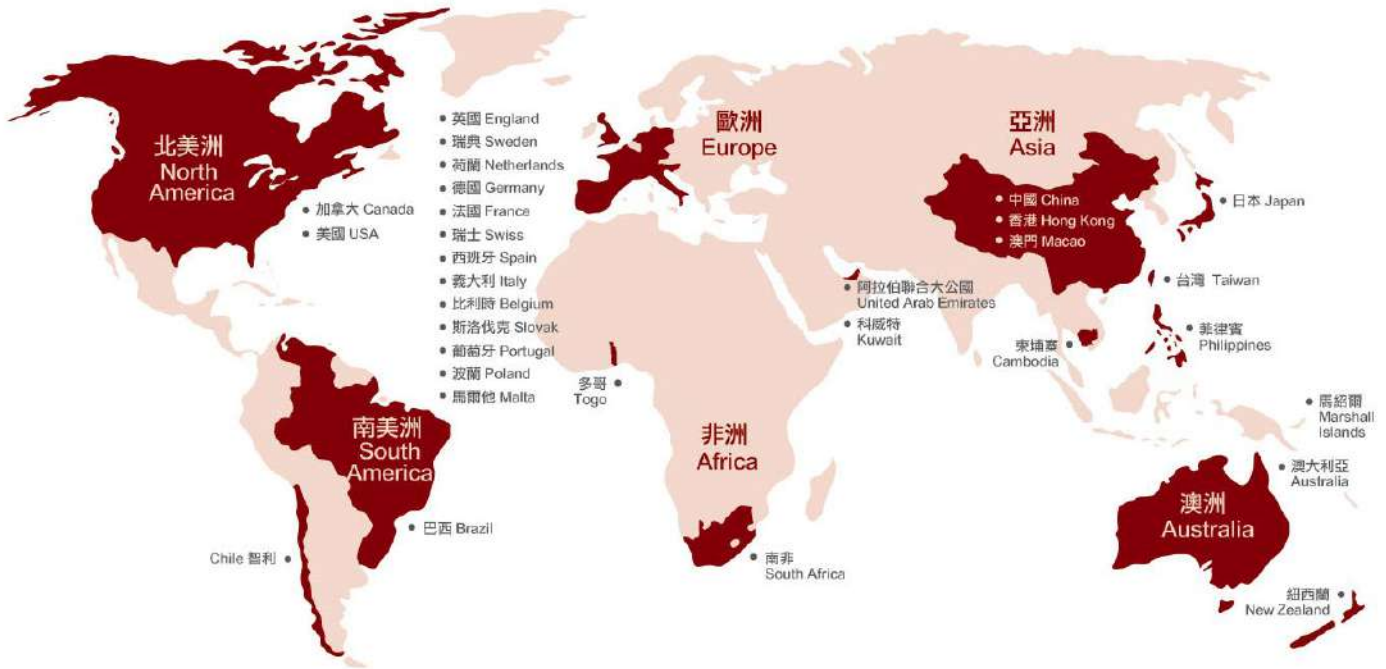 北美洲
North
America
加拿大 Canada
美國 USA
英國 England
瑞典 Sweden
荷蘭 Netherlands
德國 Germany
法國 France
瑞士 Swiss
西班牙 Spain
義大利 Italy
比利時 Belgium
斯洛伐克 Slovak
葡萄牙 Portugal
波蘭 Poland
馬爾他 Malta
歐洲
Europe
亞洲
Asia
中國 China
香港 Hong Kong
澳門 Macao
日本 Japan
台灣 Taiwan
阿拉伯聯合大公國
United Arab Emirates
科威特
Kuwait
柬埔寨
Cambodia
菲律賓
Philippines
多哥
Togo
馬紹爾
Marshall
Islands
南美洲
South
America
巴西 Brazil
Chile 智利
非洲
Africa
南非
South Africa
澳洲
Australia
澳大利亞
Australia
紐西蘭
New Zealand